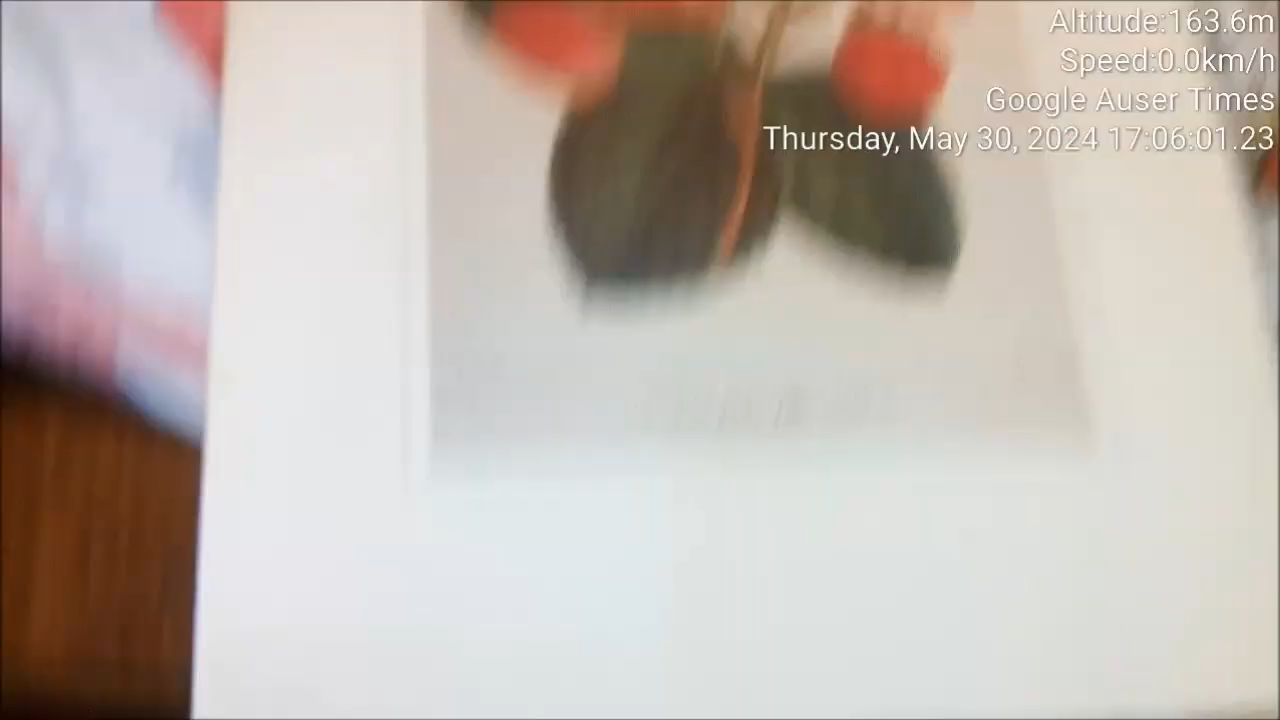 Altitude:163.6m
Speed:0.0km/h
Google Auser Times
Thursday, May 30, 2024 17:06:01.23